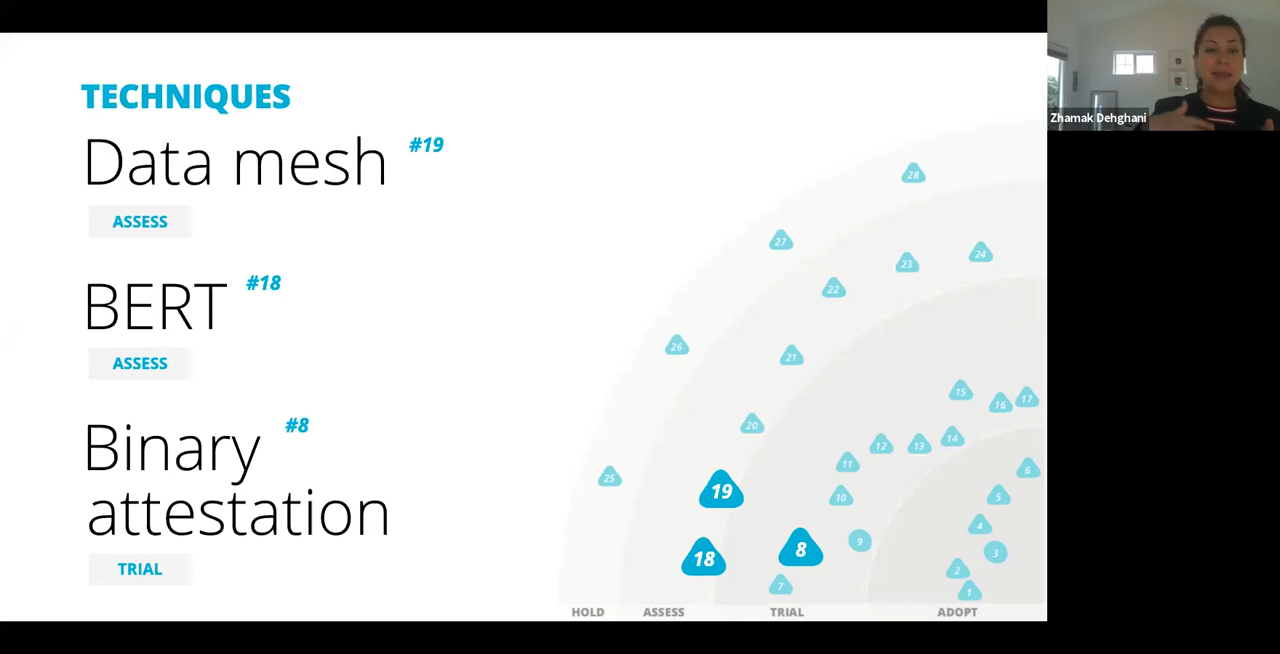 TECHNIQUES
Data mesh #19
ASSESS
BERT #18
ASSESS
Binary #8
attestation
TRIAL
28
27
24
23
22
26
21
15
17
16
20
14
12
13
11
6
25
19
10
5
4
9
8
3
18
2
7
1
HOLD ASSESS TRIAL ADOPT
Zhamak Dehghani